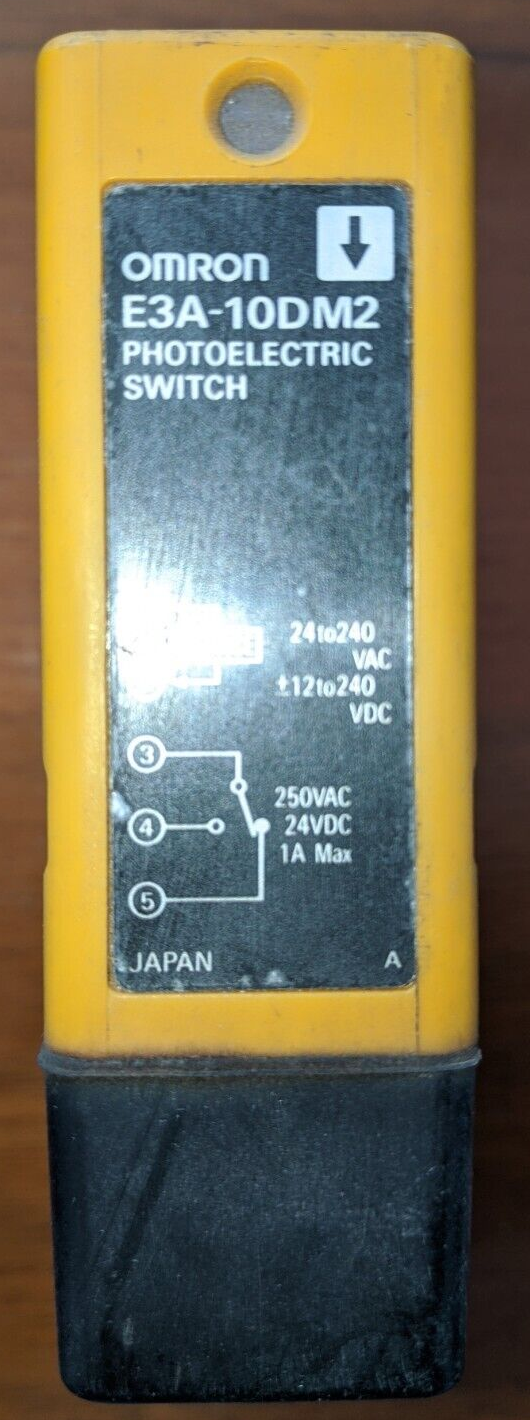 omron
E3A-10DM2
PHOTOELECTRIC
SWITCH
24to240
VAC
±12to240
VDC
3
250VAC
4
24VDC
1A Max
5
JAPAN A